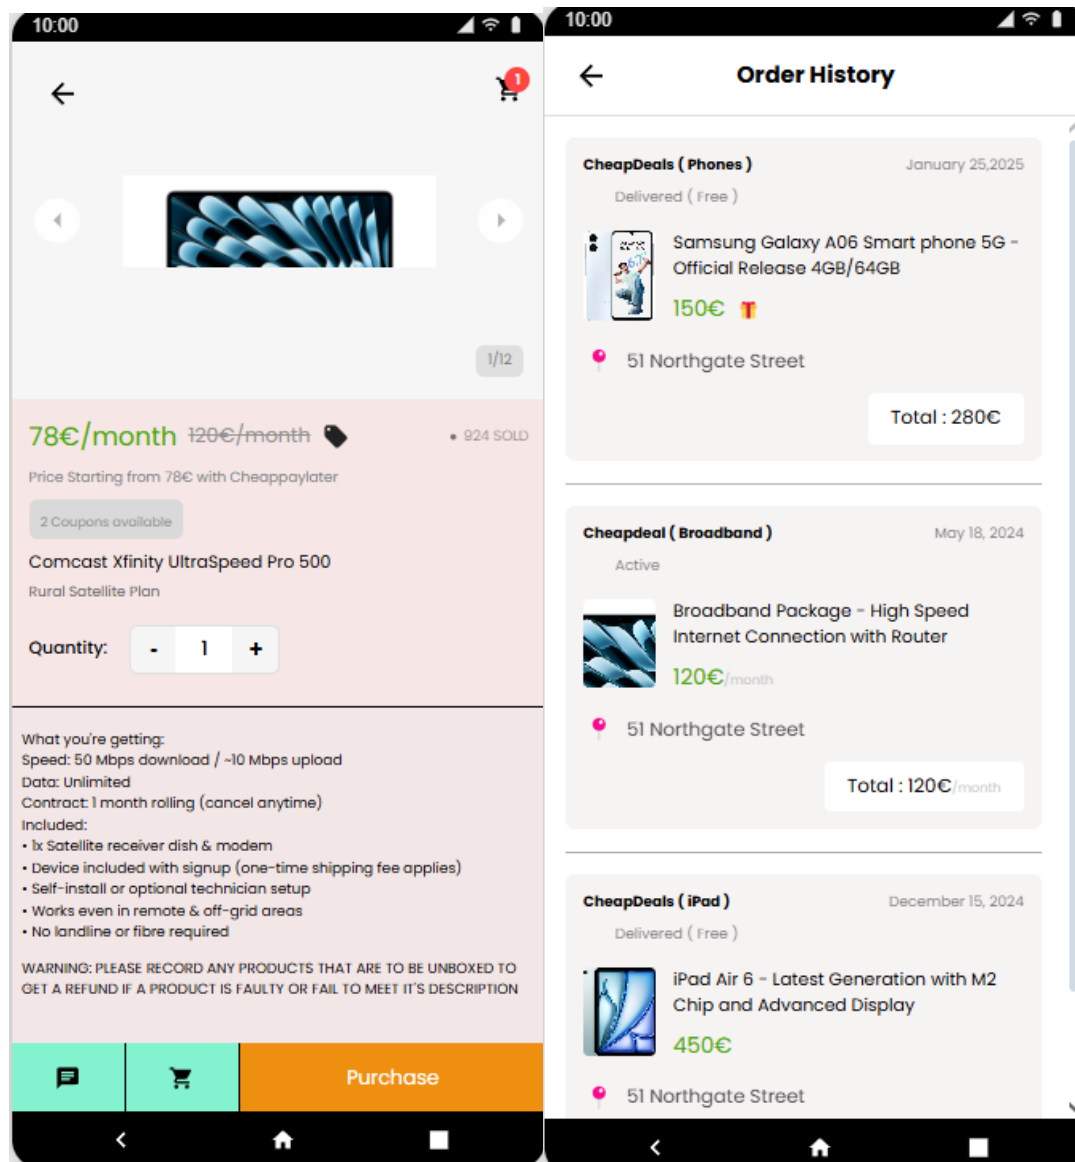 10:00
1
1/12
78€/month 120€/month
• 924 SOLD
Price Starting from 78€ with Cheappaylater
2 Coupons available
Comcast Xfinity UltraSpeed Pro 500
Rural Satellite Plan
Quantity: - 1 +
What you're getting:
Speed: 50 Mbps download / ~10 Mbps upload
Data: Unlimited
Contract: 1 month rolling (cancel anytime)
Included:
• 1x Satellite receiver dish & modem
• Device included with signup (one-time shipping fee applies)
• Self-install or optional technician setup
• Works even in remote & off-grid areas
• No landline or fibre required
WARNING: PLEASE RECORD ANY PRODUCTS THAT ARE TO BE UNBOXED TO
GET A REFUND IF A PRODUCT IS FAULTY OR FAIL TO MEET IT'S DESCRIPTION
Purchase
10:00
Order History
CheapDeals ( Phones )
January 25,2025
Delivered ( Free )
Samsung Galaxy A06 Smart phone 5G -
Official Release 4GB/64GB
150€
51 Northgate Street
Total : 280€
Cheapdeal ( Broadband )
May 18, 2024
Active
Broadband Package - High Speed
Internet Connection with Router
120€/month
51 Northgate Street
Total : 120€/month
CheapDeals ( iPad )
December 15, 2024
Delivered ( Free )
iPad Air 6 - Latest Generation with M2
Chip and Advanced Display
450€
51 Northgate Street